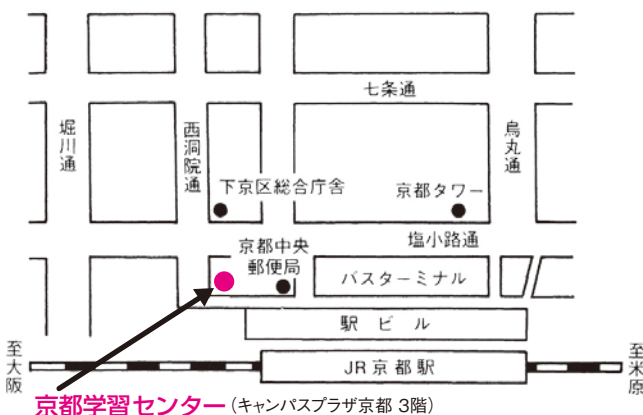 七条通
堀川通
西洞院通
烏丸通
下京区総合庁舎
京都タワー
塩小路通
京都中央
郵便局
バスターミナル
駅ビル
至大阪
JR京都駅
至米原
京都学習センター(キャンパスプラザ京都 3階)